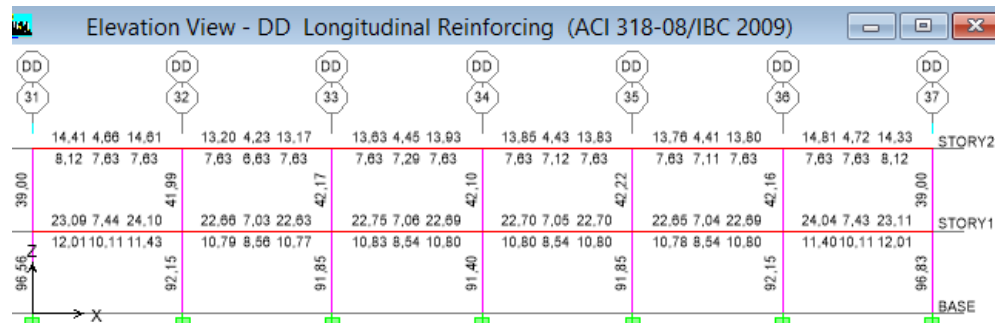 Elevation View - DD Longitudinal Reinforcing (ACI 318-08/IBC 2009)
DD DD DD DD DD DD DD
31 32 33 34 35 36 37
14,41 4,66 14,61 13,20 4,23 13,17 13,63 4,45 13,93 13,85 4,43 13,83 13,76 4,41 13,80 14,81 4,72 14,33 STORY2
8,12 7,63 7,63 7,63 6,63 7,63 7,63 7,29 7,63 7,63 7,12 7,63 7,63 7,11 7,63 7,63 7,63 8,12
39,00 41,99 42,17 42,10 42,22 42,16 39,00
23,09 7,44 24,10 22,66 7,03 22,63 22,75 7,06 22,69 22,70 7,05 22,70 22,65 7,04 22,69 24,04 7,43 23,11 STORY1
12,01 10,11 11,43 10,79 8,56 10,77 10,83 8,54 10,80 10,80 8,54 10,80 10,78 8,54 10,80 11,40 10,11 12,01
Z
96,56 92,15 91,85 91,40 91,85 92,15 96,83
X BASE